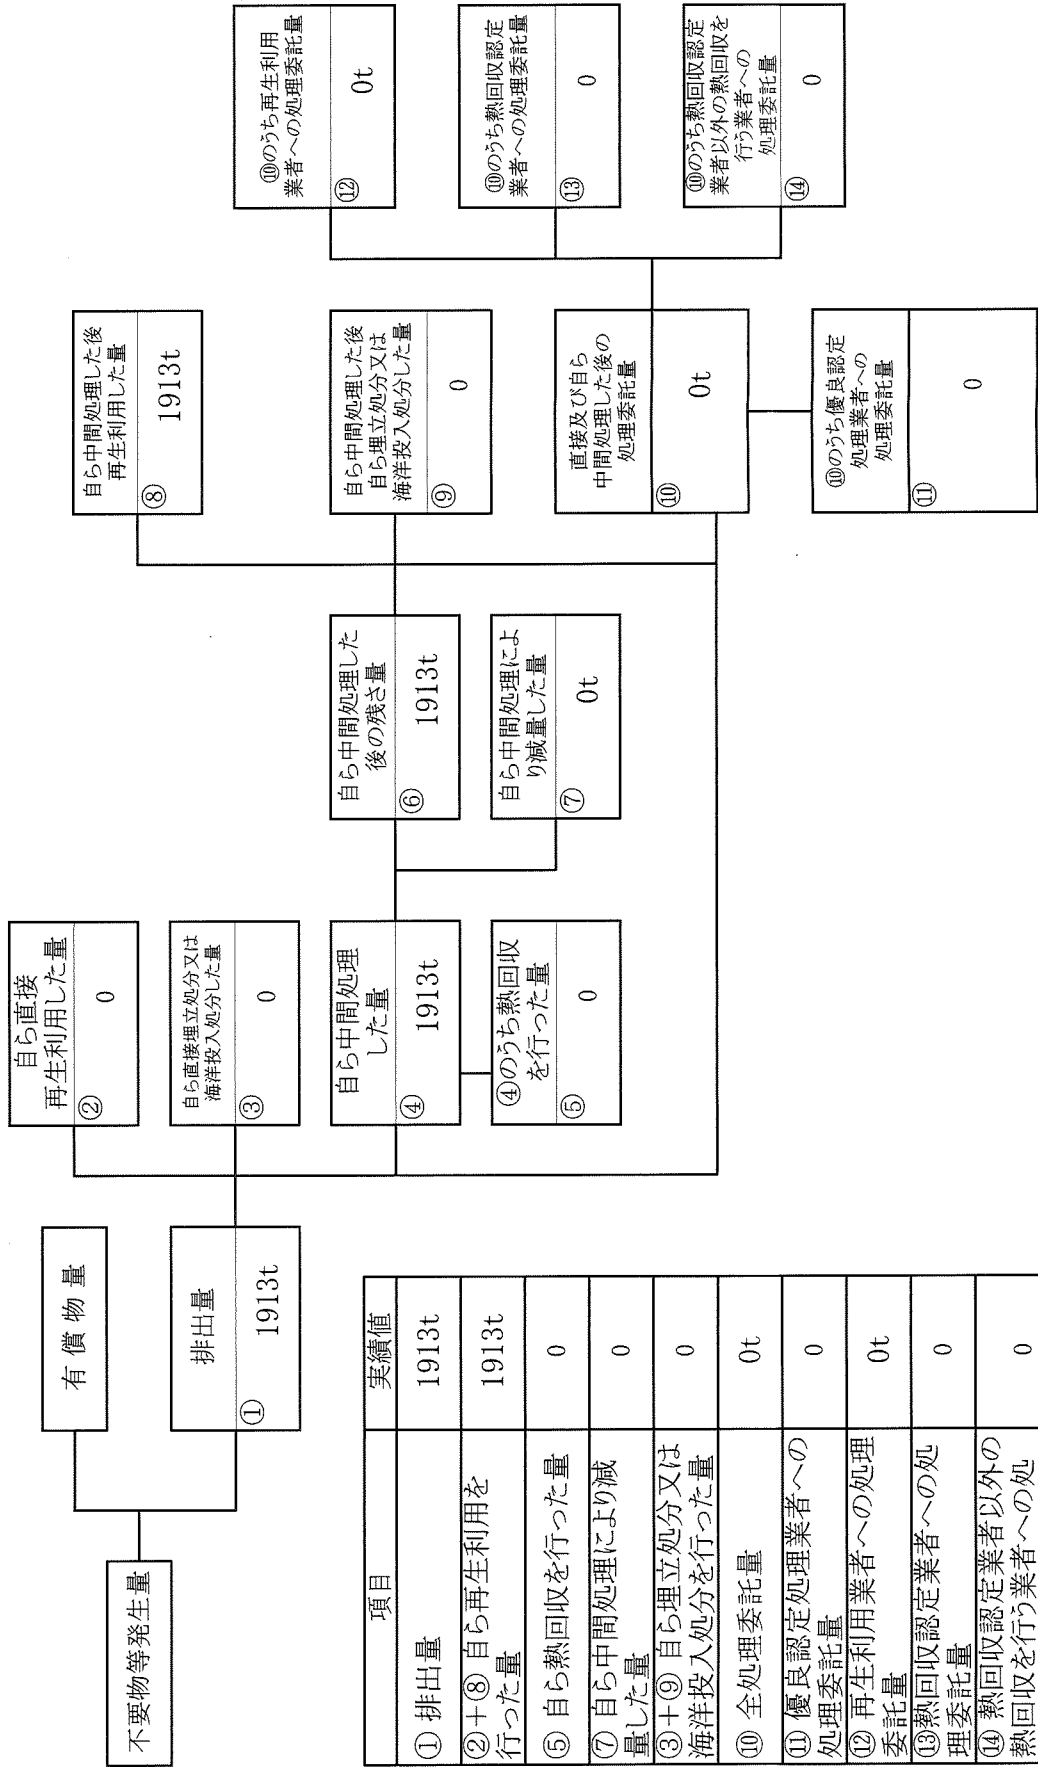 不要物等発生量
有償物量
排出量
① 1913t
自ら直接
再生利用した量
② 0
自ら直接埋立処分又は
海洋投入処分した量
③ 0
自ら中間処理
した量
④ 1913t
④のうち熱回収
を行った量
⑤ 0
自ら中間処理した
後の残さ量
⑥ 1913t
自ら中間処理によ
り減量した量
⑦ 0t
自ら中間処理した後
再生利用した量
⑧ 1913t
自ら中間処理した後
自ら埋立処分又は
海洋投入処分した量
⑨ 0
直接及び自ら
中間処理した後の
処理委託量
⑩ 0t
⑩のうち優良認定
処理業者への
処理委託量
⑪ 0
⑩のうち再生利用
業者への処理委託量
⑫ 0t
⑩のうち熱回収認定
業者への処理委託量
⑬ 0
⑩のうち熱回収認定
業者以外の熱回収を
行う業者への
処理委託量
⑭ 0
項目 実績値
① 排出量 1913t
②+⑧ 自ら再生利用を
行った量 1913t
⑤ 自ら熱回収を行った量 0
⑦ 自ら中間処理により減
量した量 0
③+⑨ 自ら埋立処分又は
海洋投入処分を行った量 0
⑩ 全処理委託量 0t
⑪ 優良認定処理業者への
処理委託量 0
⑫ 再生利用業者への処理
委託量 0t
⑬熱回収認定業者への処
理委託量 0
⑭ 熱回収認定業者以外の
熱回収を行う業者への処 0